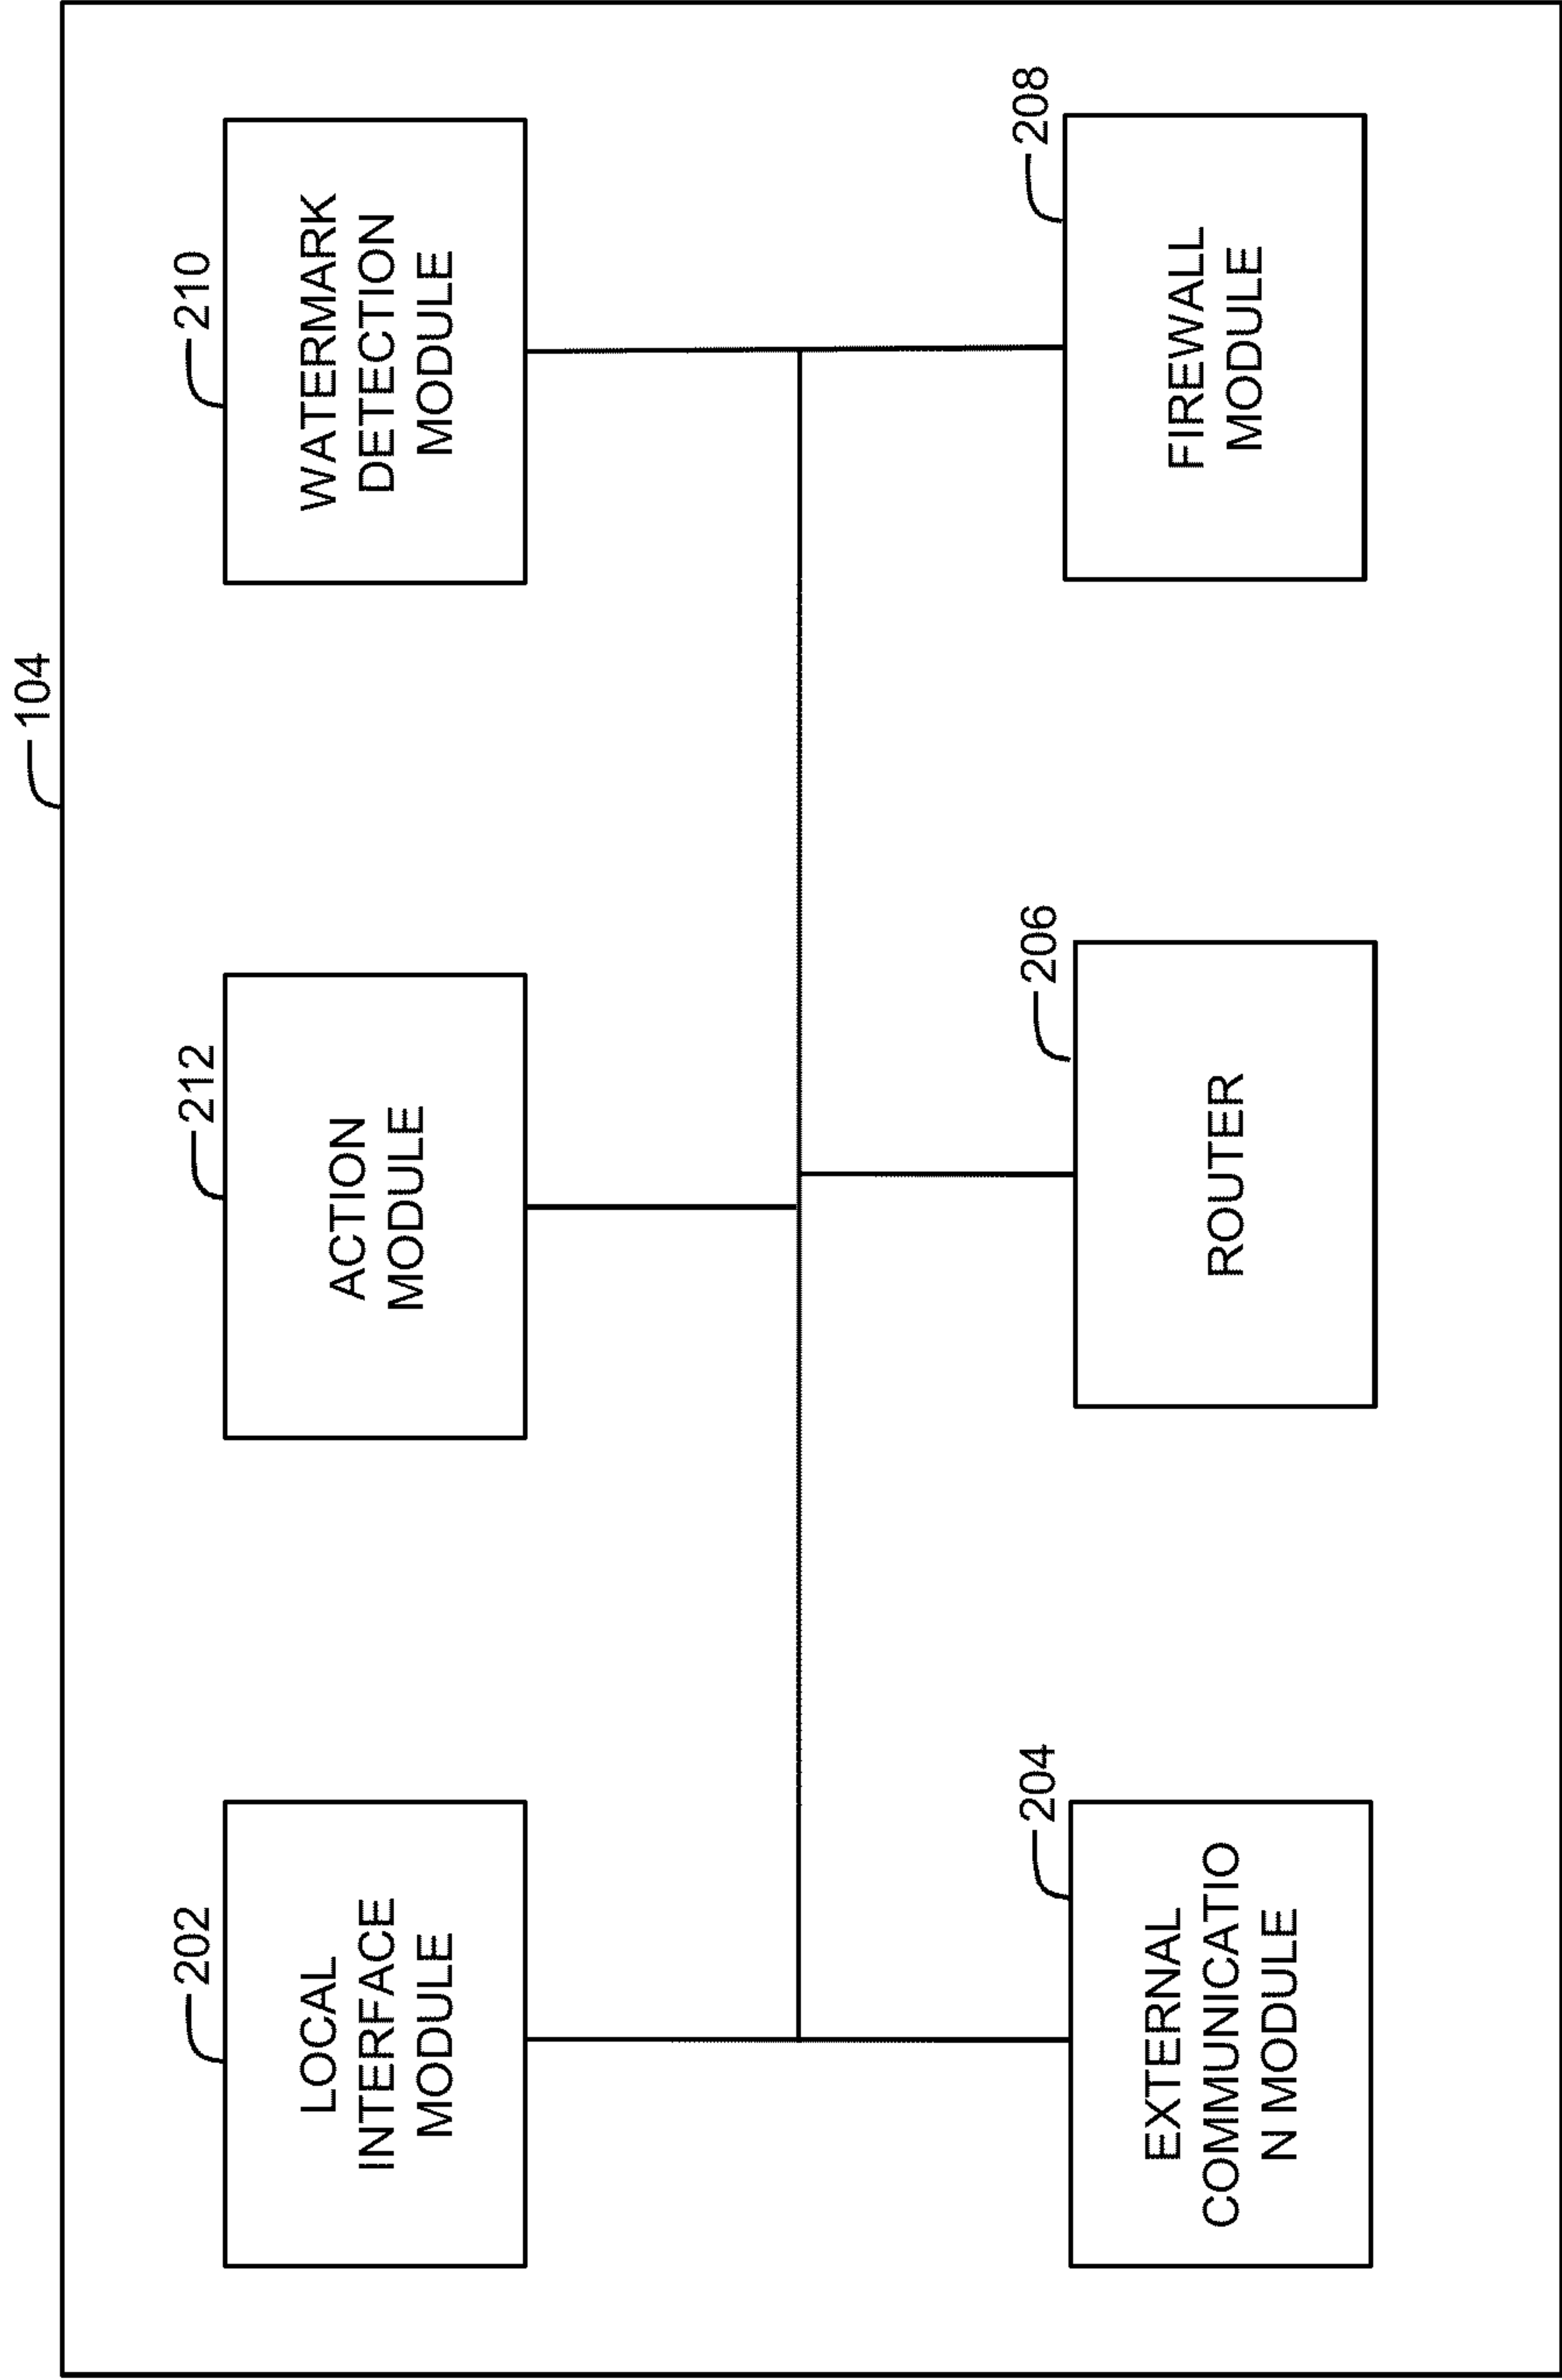 104
202
LOCAL
INTERFACE
MODULE
212
ACTION
MODULE
210
WATERMARK
DETECTION
MODULE
204
EXTERNAL
COMMUNICATIO
N MODULE
206
ROUTER
208
FIREWALL
MODULE